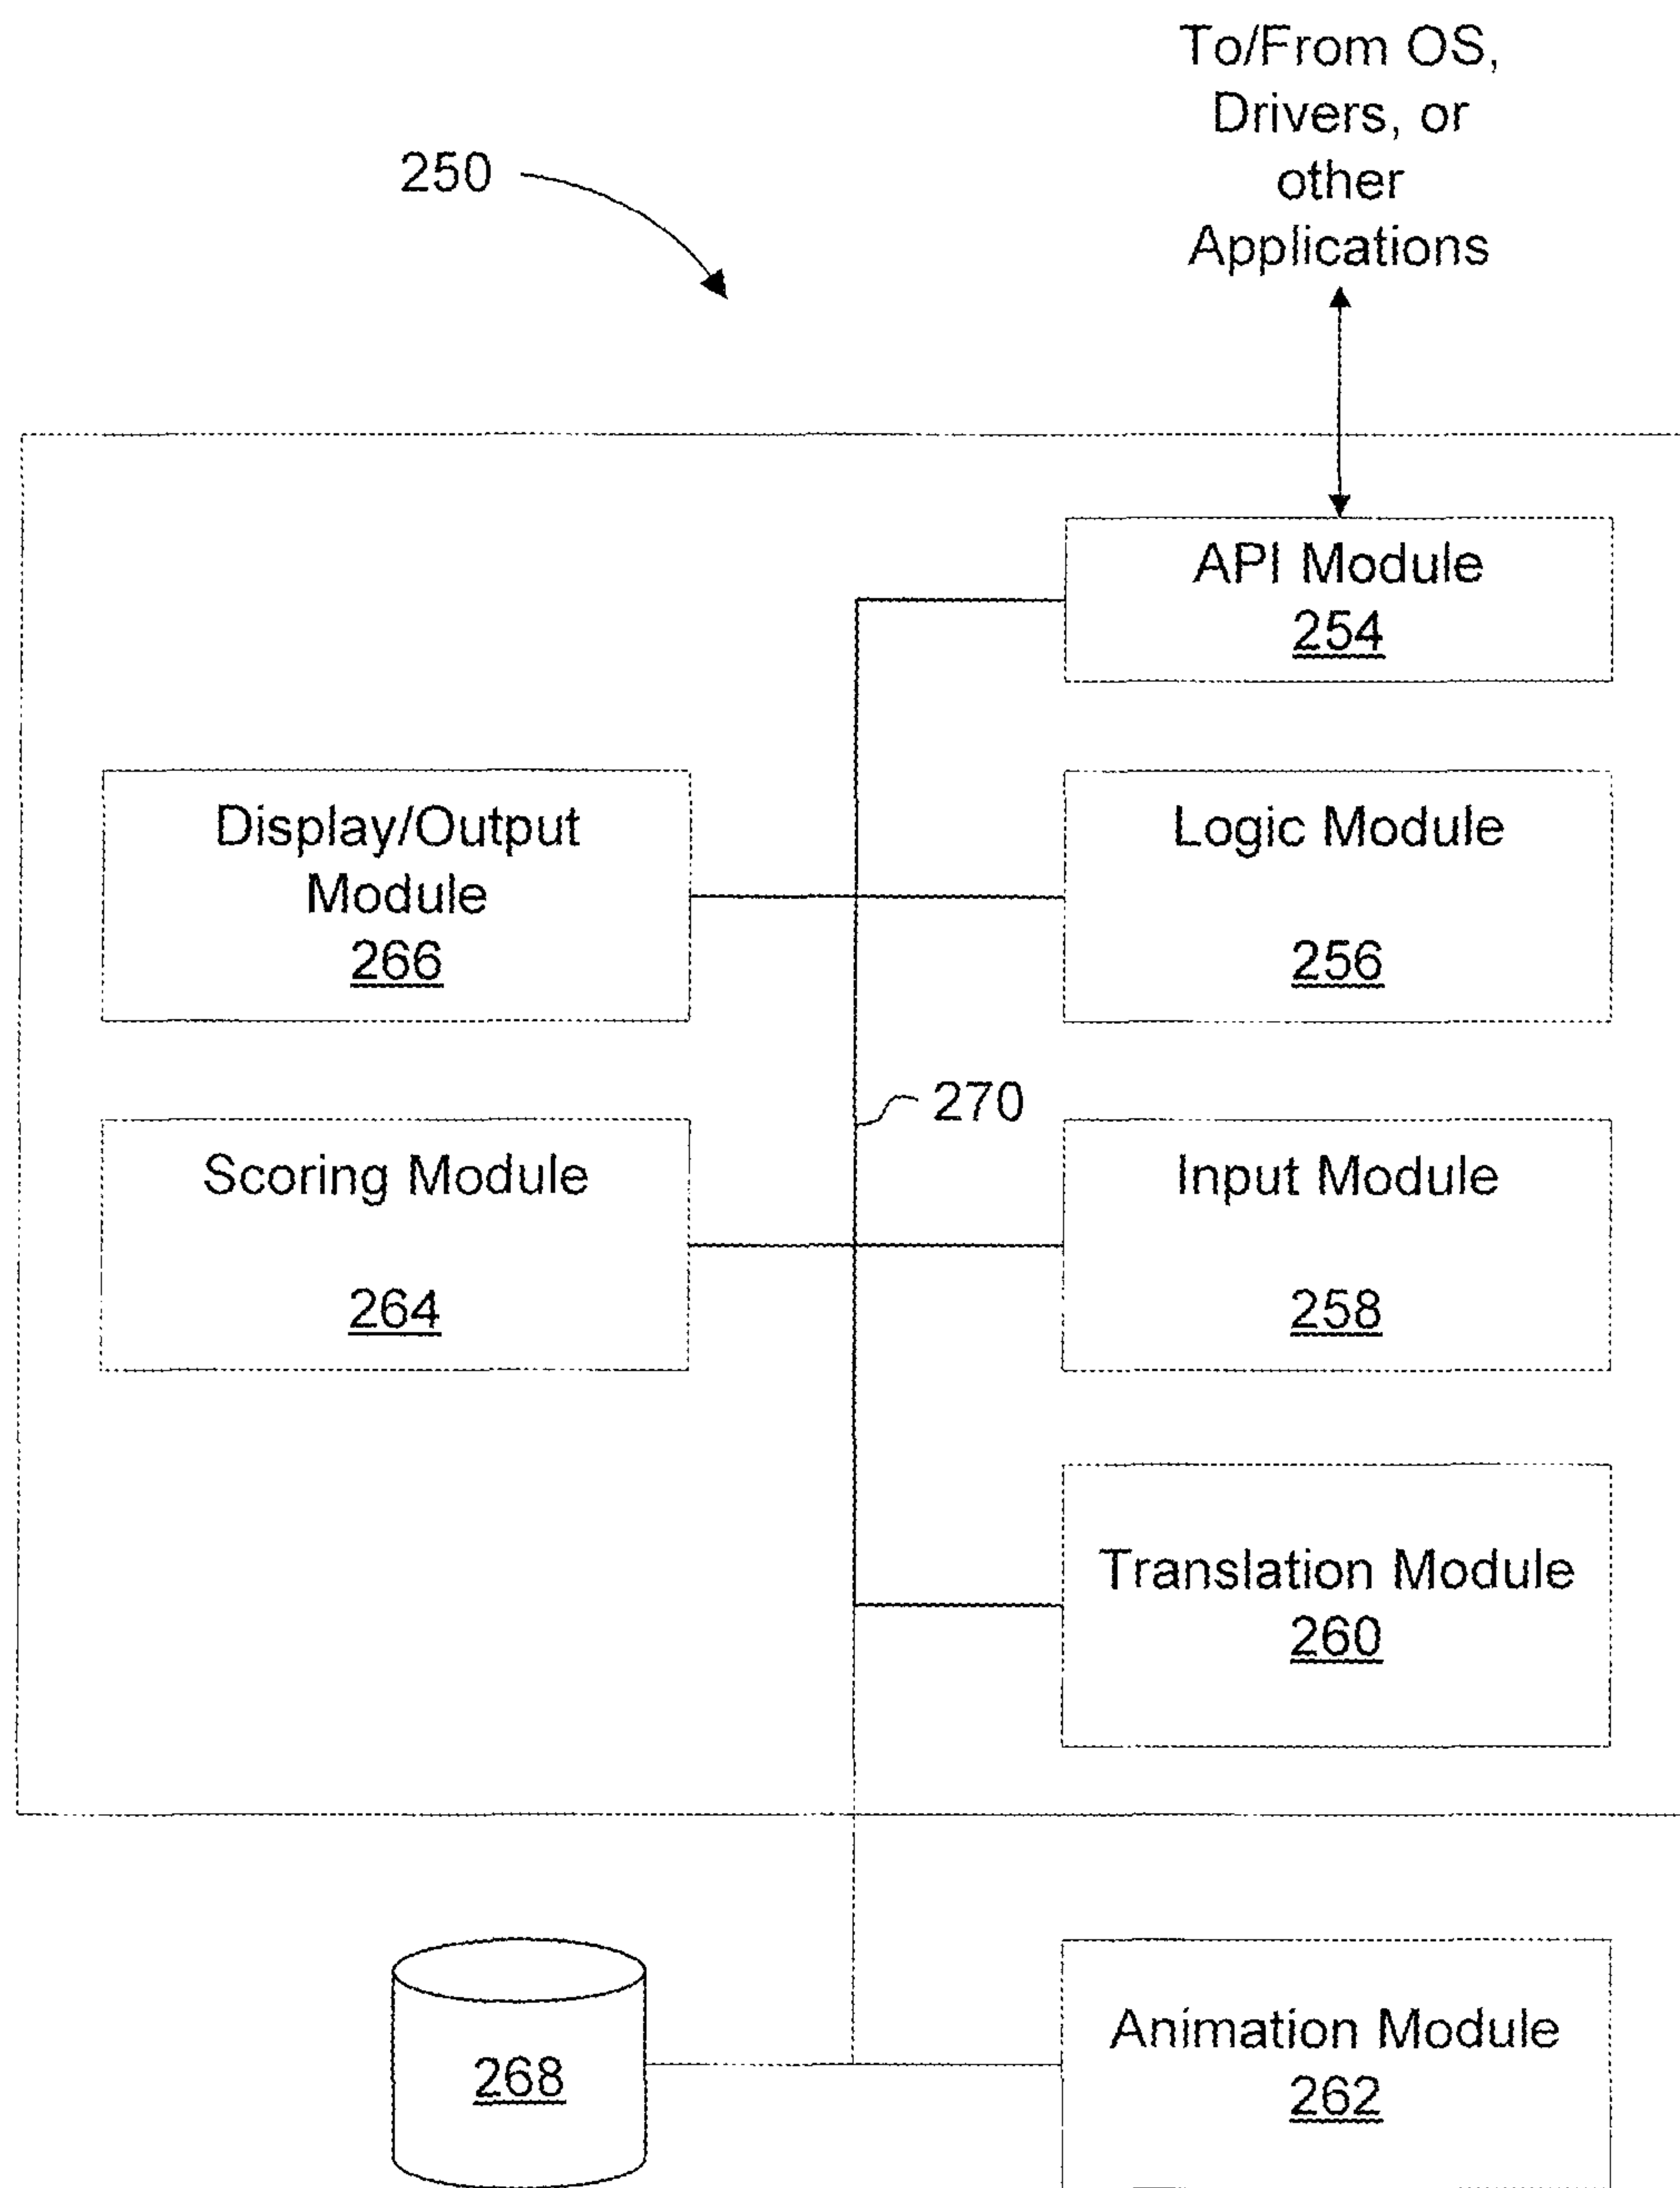 To/From OS,
Drivers, or
other
Applications
250
API Module
254
Display/Output
Module
266
Logic Module
256
270
Scoring Module
264
Input Module
258
Translation Module
260
268
Animation Module
262